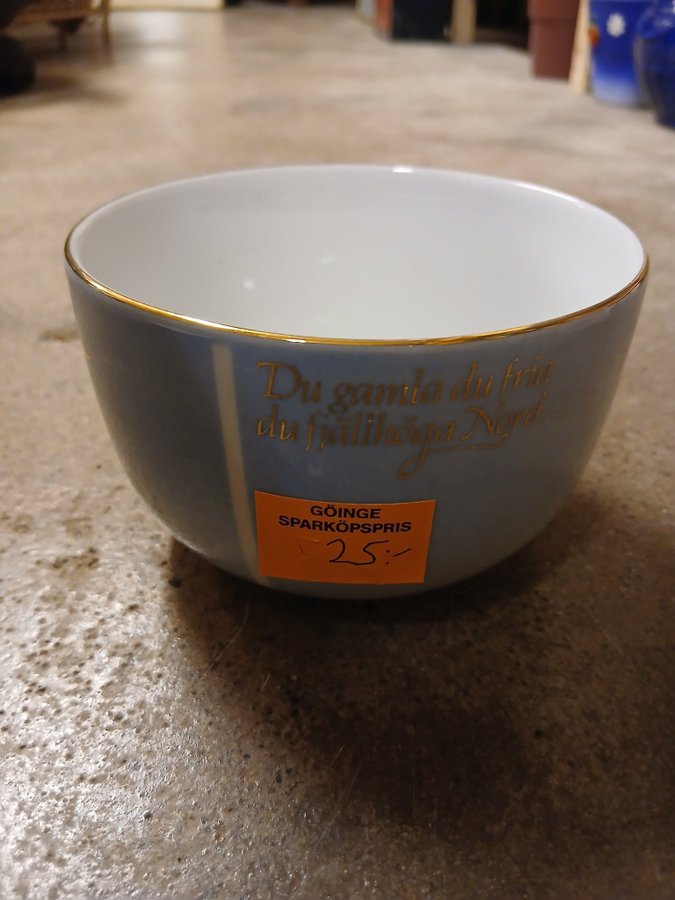 Du gamla du fria
du fjällhöga Nord...
GÖINGE
SPARKÖPSPRIS
25:-